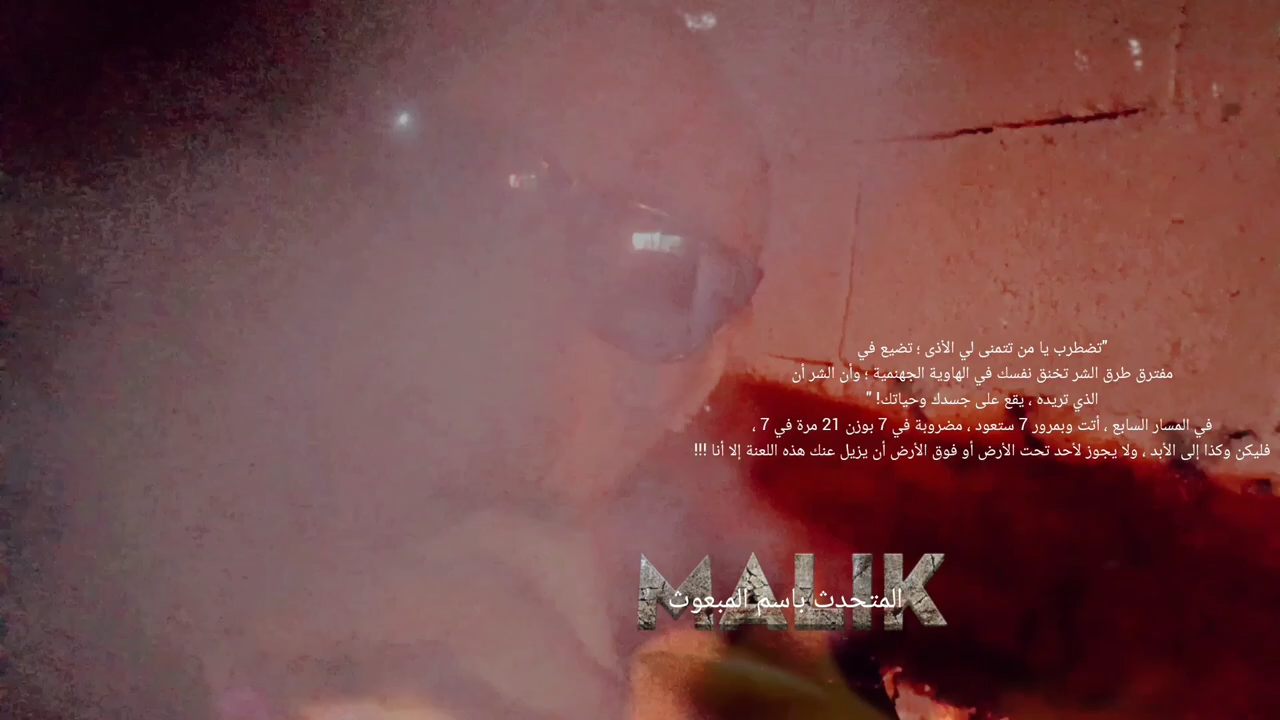 "تضطرب يا من تتمنى لي الأذى ؛ تضيع في
مفترق طرق الشر تخنق نفسك في الهاوية الجهنمية ؛ وأن الشر أن
الذي تريده ، يقع على جسدك وحياتك! "
في المسار السابع ، أتت وبمرور 7 ستعود ، مضروبة في 7 بوزن 21 مرة في 7 ،
فليكن وكذا إلى الأبد ، ولا يجوز لأحد تحت الأرض أو فوق الأرض أن يزيل عنك هذه اللعنة إلا أنا !!!
MALIK
المتحدث باسم المبعوث